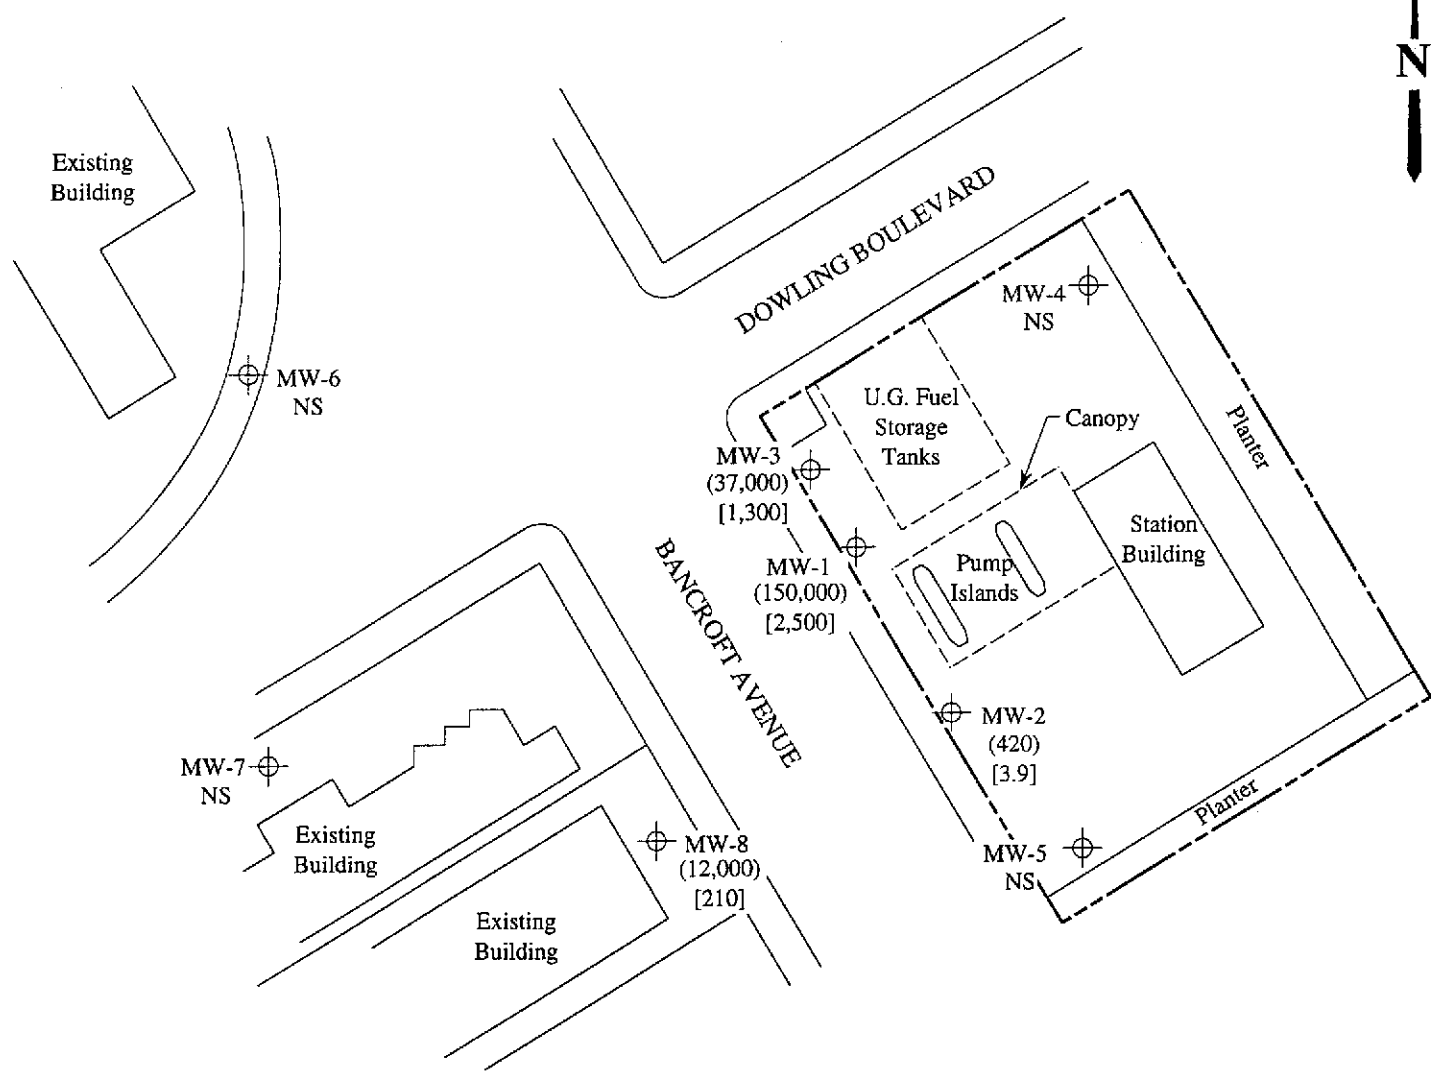 N
Existing
Building
DOWLING BOULEVARD
MW-4
NS
MW-6
NS
U.G. Fuel
Storage
Tanks
Canopy
Planter
MW-3
(37,000)
[1,300]
Station
Building
MW-1
(150,000)
[2,500]
Pump
Islands
BANCROFT AVENUE
MW-2
(420)
[3.9]
MW-7
NS
Planter
Existing
Building
MW-8
(12,000)
[210]
MW-5
NS
Existing
Building